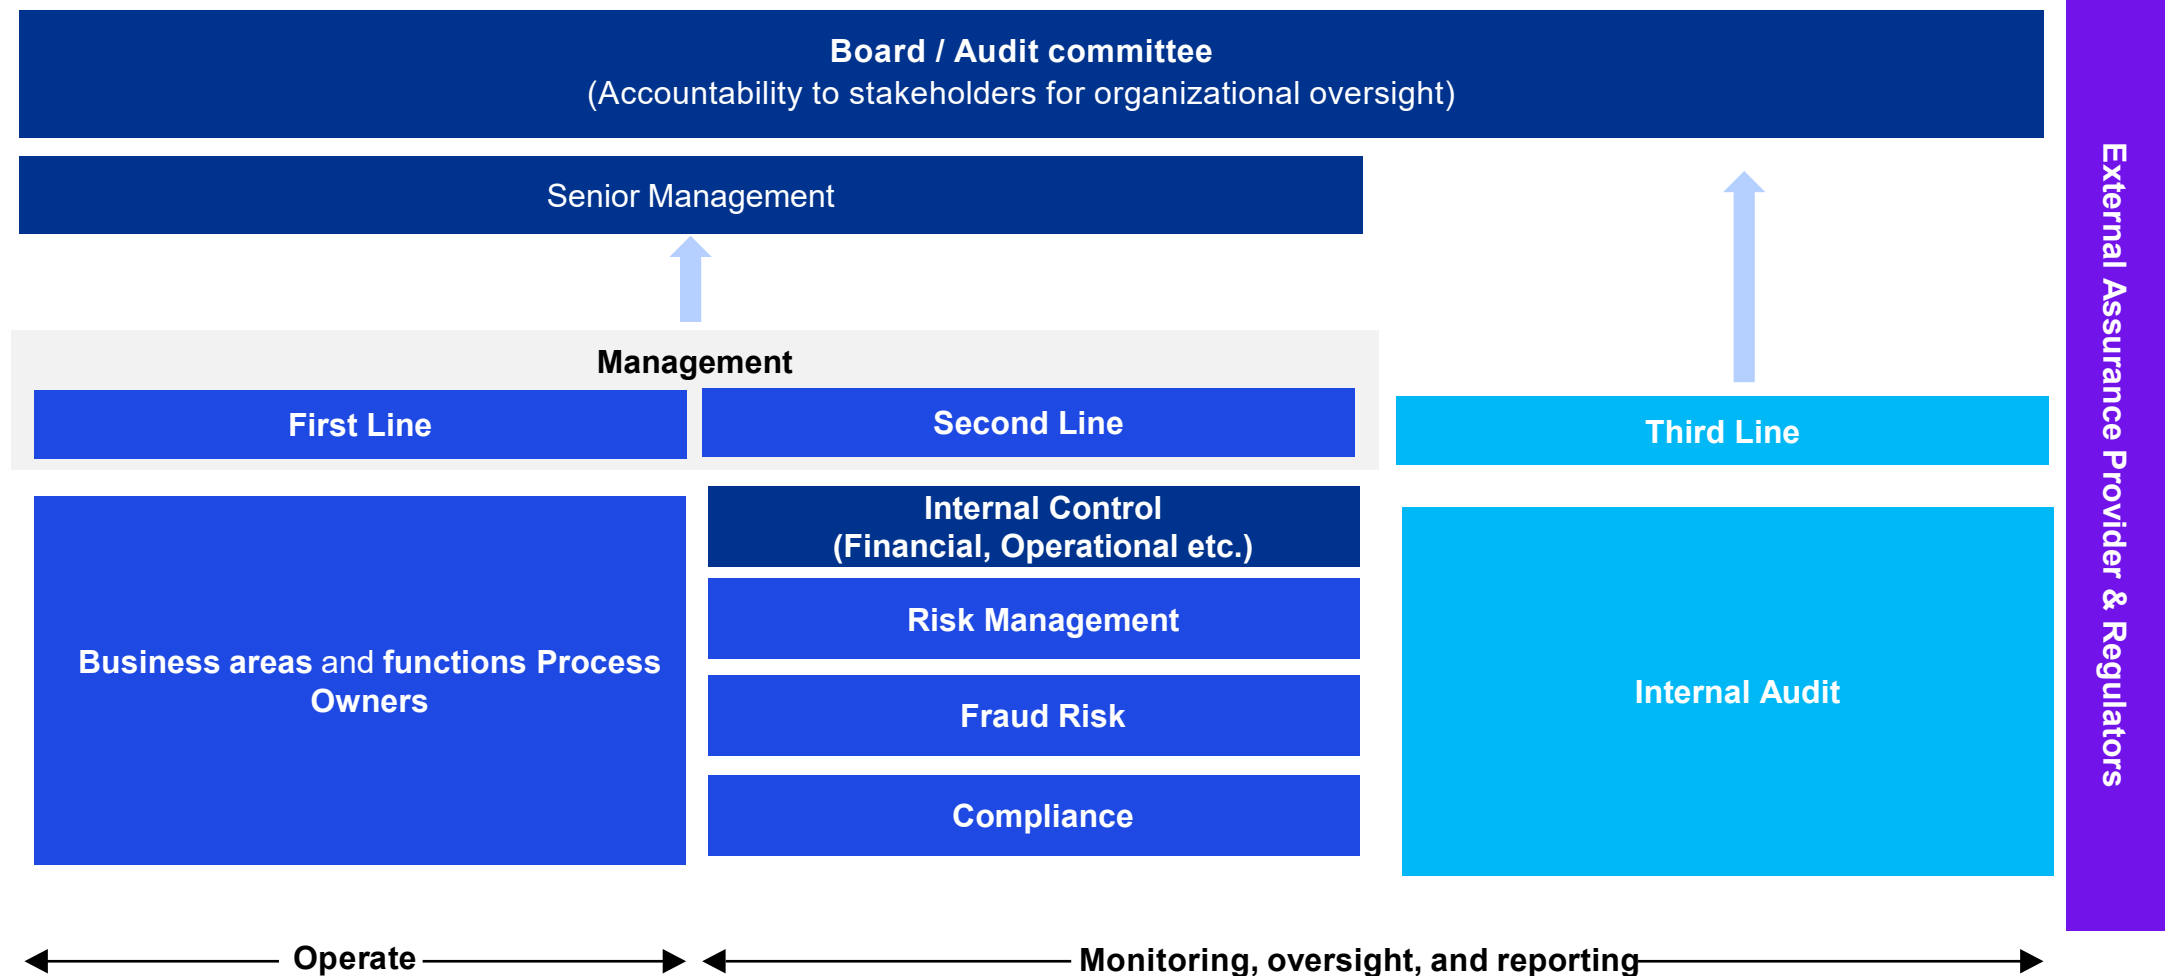 Board / Audit committee
(Accountability to stakeholders for organizational oversight)
Senior Management
Management
First Line
Second Line
Third Line
Business areas and functions Process
Owners
Internal Control
(Financial, Operational etc.)
Risk Management
Fraud Risk
Compliance
Internal Audit
External Assurance Provider & Regulators
Operate
Monitoring, oversight, and reporting